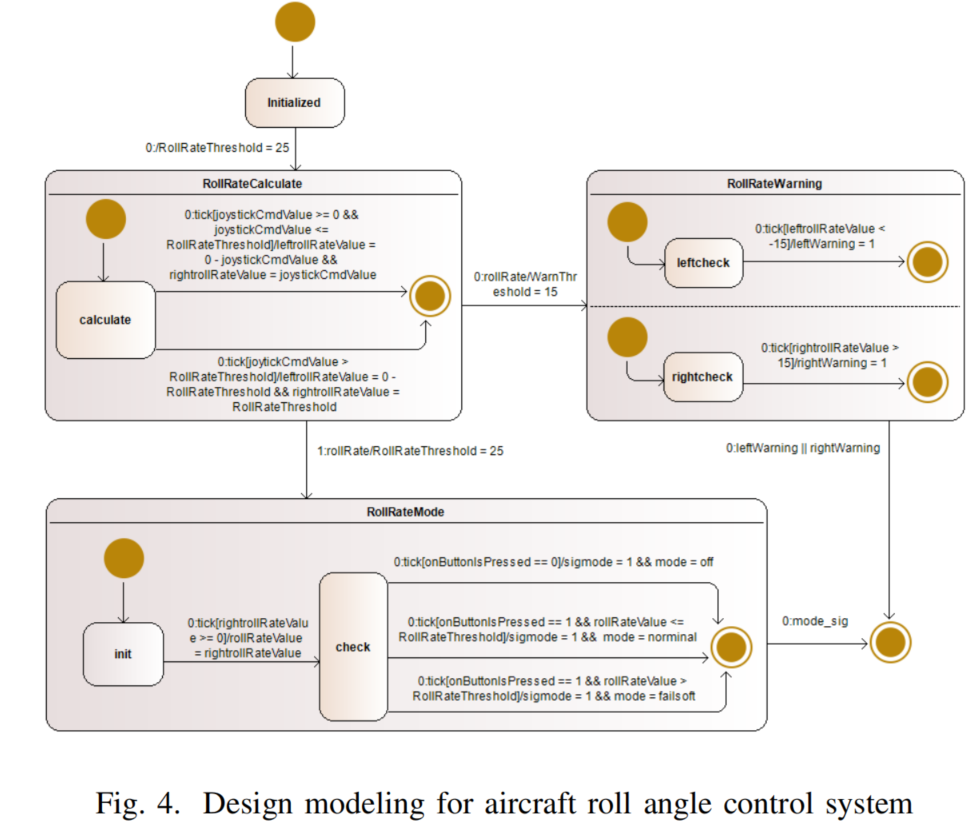 Initialized
0:/RollRateThreshold = 25
RollRateCalculate
0:tick[joystickCmdValue >= 0 &&
joystickCmdValue <=
RollRateThreshold]/leftrollRateValue =
0 - joystickCmdValue &&
rightrollRateValue = joystickCmdValue
calculate
0:tick[joytickCmdValue >
RollRateThreshold]/leftrollRateValue = 0 -
RollRateThreshold && rightrollRateValue =
RollRateThreshold
0:rollRate/WarnThr
eshold = 15
RollRateWarning
0:tick[leftrollRateValue <
-15]/leftWarning = 1
leftcheck
0:tick[rightrollRateValue >
15]/rightWarning = 1
rightcheck
1:rollRate/RollRateThreshold = 25
0:leftWarning || rightWarning
RollRateMode
init
0:tick[rightrollRateValu
e >= 0]/rollRateValue
= rightrollRateValue
check
0:tick[onButtonIsPressed == 0]/sigmode = 1 && mode = off
0:tick[onButtonIsPressed == 1 && rollRateValue <=
RollRateThreshold]/sigmode = 1 && mode = norminal
0:tick[onButtonIsPressed == 1 && rollRateValue >
RollRateThreshold]/sigmode = 1 && mode = failsoft
0:mode_sig
Fig. 4. Design modeling for aircraft roll angle control system